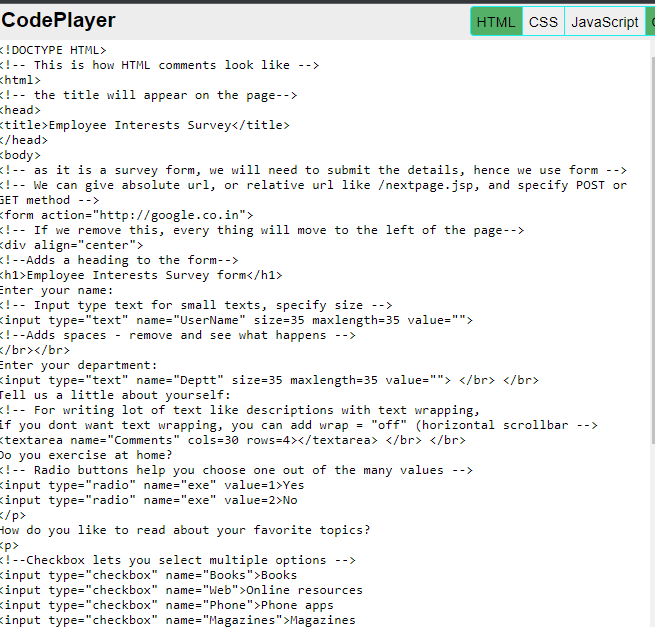 CodePlayer
HTML CSS JavaScript
<!DOCTYPE HTML>
<!-- This is how HTML comments look like -->
<html>
<!-- the title will appear on the page-->
<head>
<title>Employee Interests Survey</title>
</head>
<body>
<!-- as it is a survey form, we will need to submit the details, hence we use form -->
<!-- We can give absolute url, or relative url like /nextpage.jsp, and specify POST or
GET method -->
<form action="http://google.co.in">
<!-- If we remove this, every thing will move to the left of the page-->
<div align="center">
<!--Adds a heading to the form-->
<h1>Employee Interests Survey form</h1>
Enter your name:
<!-- Input type text for small texts, specify size -->
<input type="text" name="UserName" size=35 maxlength=35 value="">
<!--Adds spaces - remove and see what happens -->
</br></br>
Enter your department:
<input type="text" name="Deptt" size=35 maxlength=35 value=""> </br> </br>
Tell us a little about yourself:
<!-- For writing lot of text like descriptions with text wrapping,
if you dont want text wrapping, you can add wrap = "off" (horizontal scrollbar -->
<textarea name="Comments" cols=30 rows=4></textarea> </br> </br>
Do you exercise at home?
<!-- Radio buttons help you choose one out of the many values -->
<input type="radio" name="exe" value=1>Yes
<input type="radio" name="exe" value=2>No
</p>
How do you like to read about your favorite topics?
<p>
<!--Checkbox lets you select multiple options -->
<input type="checkbox" name="Books">Books
<input type="checkbox" name="Web">Online resources
<input type="checkbox" name="Phone">Phone apps
<input type="checkbox" name="Magazines">Magazines